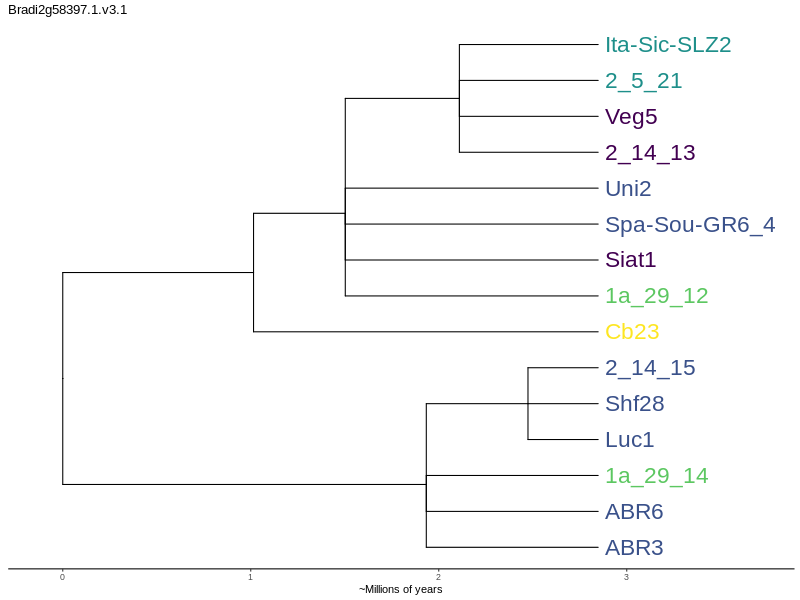 Bradi2g58397.1.v3.1
Ita-Sic-SLZ2
2_5_21
Veg5
2_14_13
Uni2
Spa-Sou-GR6_4
Siat1
1a_29_12
Cb23
2_14_15
Shf28
Luc1
1a_29_14
ABR6
ABR3
0 1 2 3
~Millions of years